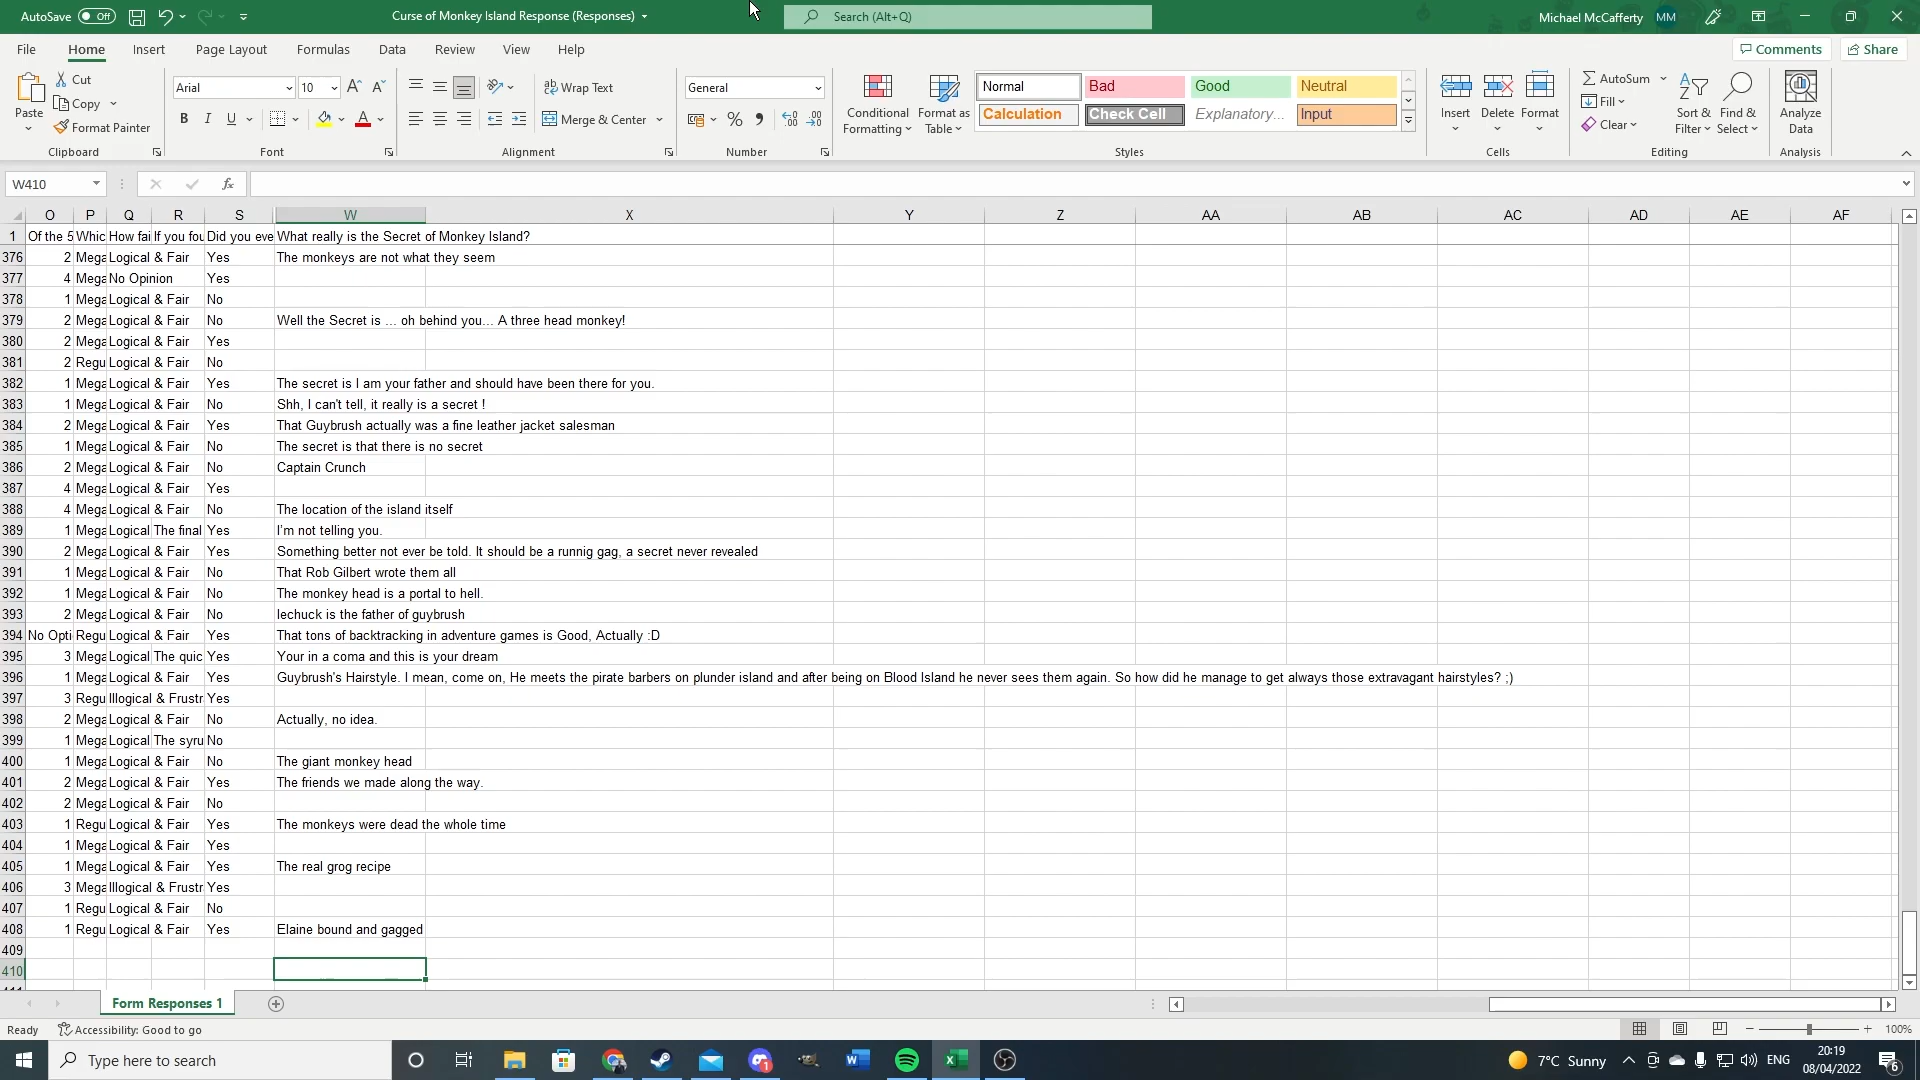 AutoSave Off Curse of Monkey Island Response (Responses) Search (Alt+Q) Michael McCafferty MM
File Home Insert Page Layout Formulas Data Review View Help Comments Share
Paste Cut Copy Format Painter Clipboard
Arial 10 A A B I U A Font
ab Wrap Text Merge & Center Alignment
General % 9 Number
Conditional Formatting Format as Table
Normal Bad Good Neutral
Calculation Check Cell Explanatory... Input
Styles
Insert Delete Format Cells
AutoSum Fill Clear Sort & Filter Find & Select Editing
Analyze Data Analysis
W410 fx
O P Q R S W X Y Z AA AB AC AD AE AF
1 Of the 5 Whic How fai If you fou Did you eve What really is the Secret of Monkey Island?
376 2 Mega Logical & Fair Yes The monkeys are not what they seem
377 4 Mega No Opinion Yes
378 1 Mega Logical & Fair No
379 2 Mega Logical & Fair No Well the Secret is ... oh behind you... A three head monkey!
380 2 Mega Logical & Fair Yes
381 2 Regu Logical & Fair No
382 1 Mega Logical & Fair Yes The secret is I am your father and should have been there for you.
383 1 Mega Logical & Fair No Shh, I can't tell, it really is a secret !
384 2 Mega Logical & Fair Yes That Guybrush actually was a fine leather jacket salesman
385 1 Mega Logical & Fair No The secret is that there is no secret
386 2 Mega Logical & Fair No Captain Crunch
387 4 Mega Logical & Fair Yes
388 4 Mega Logical & Fair No The location of the island itself
389 1 Mega Logical The final Yes I'm not telling you.
390 2 Mega Logical & Fair Yes Something better not ever be told. It should be a runnig gag, a secret never revealed
391 1 Mega Logical & Fair No That Rob Gilbert wrote them all
392 1 Mega Logical & Fair No The monkey head is a portal to hell.
393 2 Mega Logical & Fair No lechuck is the father of guybrush
394 No Opti Regu Logical & Fair Yes That tons of backtracking in adventure games is Good, Actually :D
395 3 Mega Logical The quic Yes Your in a coma and this is your dream
396 1 Mega Logical & Fair Yes Guybrush's Hairstyle. I mean, come on, He meets the pirate barbers on plunder island and after being on Blood Island he never sees them again. So how did he manage to get always those extravagant hairstyles? ;)
397 3 Regu Illogical & Frustr Yes
398 2 Mega Logical & Fair No Actually, no idea.
399 1 Mega Logical The syru No
400 1 Mega Logical & Fair No The giant monkey head
401 2 Mega Logical & Fair Yes The friends we made along the way.
402 2 Mega Logical & Fair No
403 1 Regu Logical & Fair Yes The monkeys were dead the whole time
404 1 Mega Logical & Fair Yes
405 1 Mega Logical & Fair Yes The real grog recipe
406 3 Mega Illogical & Frustr Yes
407 1 Regu Logical & Fair No
408 1 Regu Logical & Fair Yes Elaine bound and gagged
409
410
Form Responses 1
Ready Accessibility: Good to go 100%
Type here to search 7°C Sunny ENG 20:19
08/04/2022 6